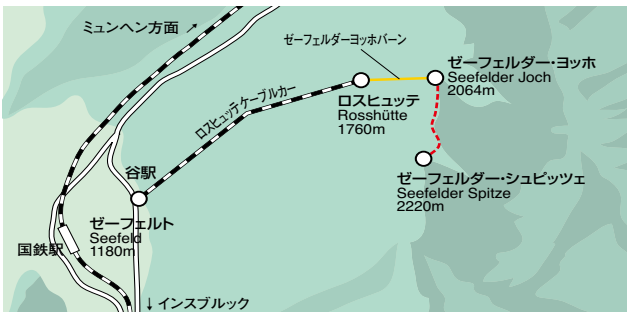 ミュンヘン方面 ↗
ゼーフェルダーヨッホバーン
ゼーフェルダー・ヨッホ
Seefelder Joch
2064m
ロスヒュッテケーブルカー
ロスヒュッテ
Rosshütte
1760m
谷駅
ゼーフェルダー・シュピッツェ
Seefelder Spitze
2220m
ゼーフェルト
Seefeld
1180m
国鉄駅
↓ インスブルック